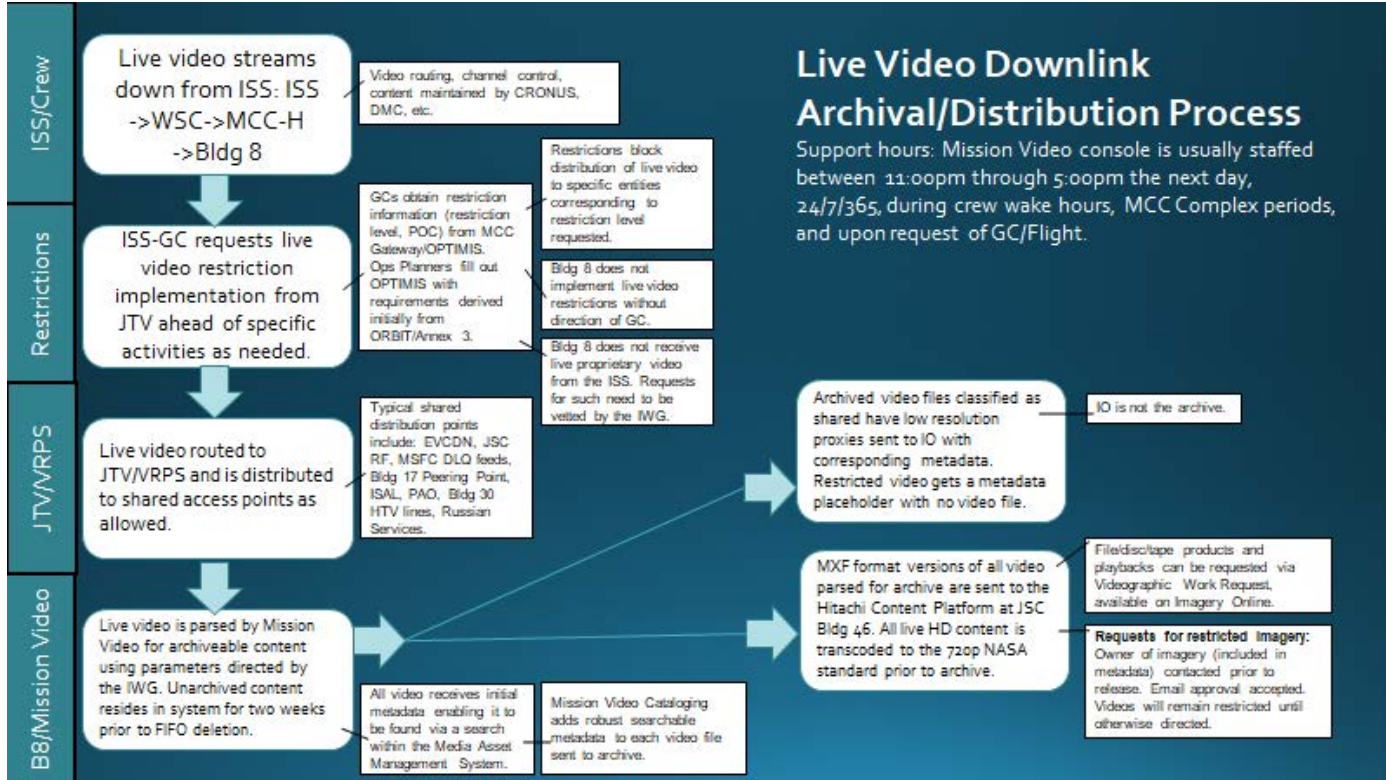 Live Video Downlink
Archival/Distribution Process
Support hours: Mission Video console is usually staffed
between 11:00pm through 5:00pm the next day,
24/7/365, during crew wake hours, MCC Complex periods,
and upon request of GC/Flight.
ISS/Crew
Live video streams
down from ISS: ISS
->WSC->MCC-H
->Bldg 8
Video routing, channel control,
content maintained by CRONUS,
DMC, etc.
Restrictions
ISS-GC requests live
video restriction
implementation from
JTV ahead of specific
activities as needed.
GCs obtain restriction
information (restriction
level, POC) from MCC
Gateway/OPTIMIS.
Ops Planners fill out
OPTIMIS with
requirements derived
initially from
ORBIT/Annex 3.
Restrictions block
distribution of live video
to specific entities
corresponding to
restriction level
requested.
Bldg 8 does not
implement live video
restrictions without
direction of GC.
Bldg 8 does not receive
live proprietary video
from the ISS. Requests
for such need to be
vetted by the IWG.
JTV/VRPS
Live video routed to
JTV/VRPS and is distributed
to shared access points as
allowed.
Typical shared
distribution points
include: EVCDN, JSC
RF, MSFC DLQ feeds,
Bldg 17 Peering Point,
ISAL, PAO, Bldg 30
HTV lines, Russian
Services.
B8/Mission Video
Live video is parsed by Mission
Video for archiveable content
using parameters directed by
the IWG. Unarchived content
resides in system for two weeks
prior to FIFO deletion.
All video receives initial
metadata enabling it to
be found via a search
within the Media Asset
Management System.
Mission Video Cataloging
adds robust searchable
metadata to each video file
sent to archive.
Archived video files classified as
shared have low resolution
proxies sent to IO with
corresponding metadata.
Restricted video gets a metadata
placeholder with no video file.
IO is not the archive.
MXF format versions of all video
parsed for archive are sent to the
Hitachi Content Platform at JSC
Bldg 46. All live HD content is
transcoded to the 720p NASA
standard prior to archive.
File/disc/tape products and
playbacks can be requested via
Videographic Work Request,
available on Imagery Online.
Requests for restricted Imagery:
Owner of imagery (included in
metadata) contacted prior to
release. Email approval accepted.
Videos will remain restricted until
otherwise directed.